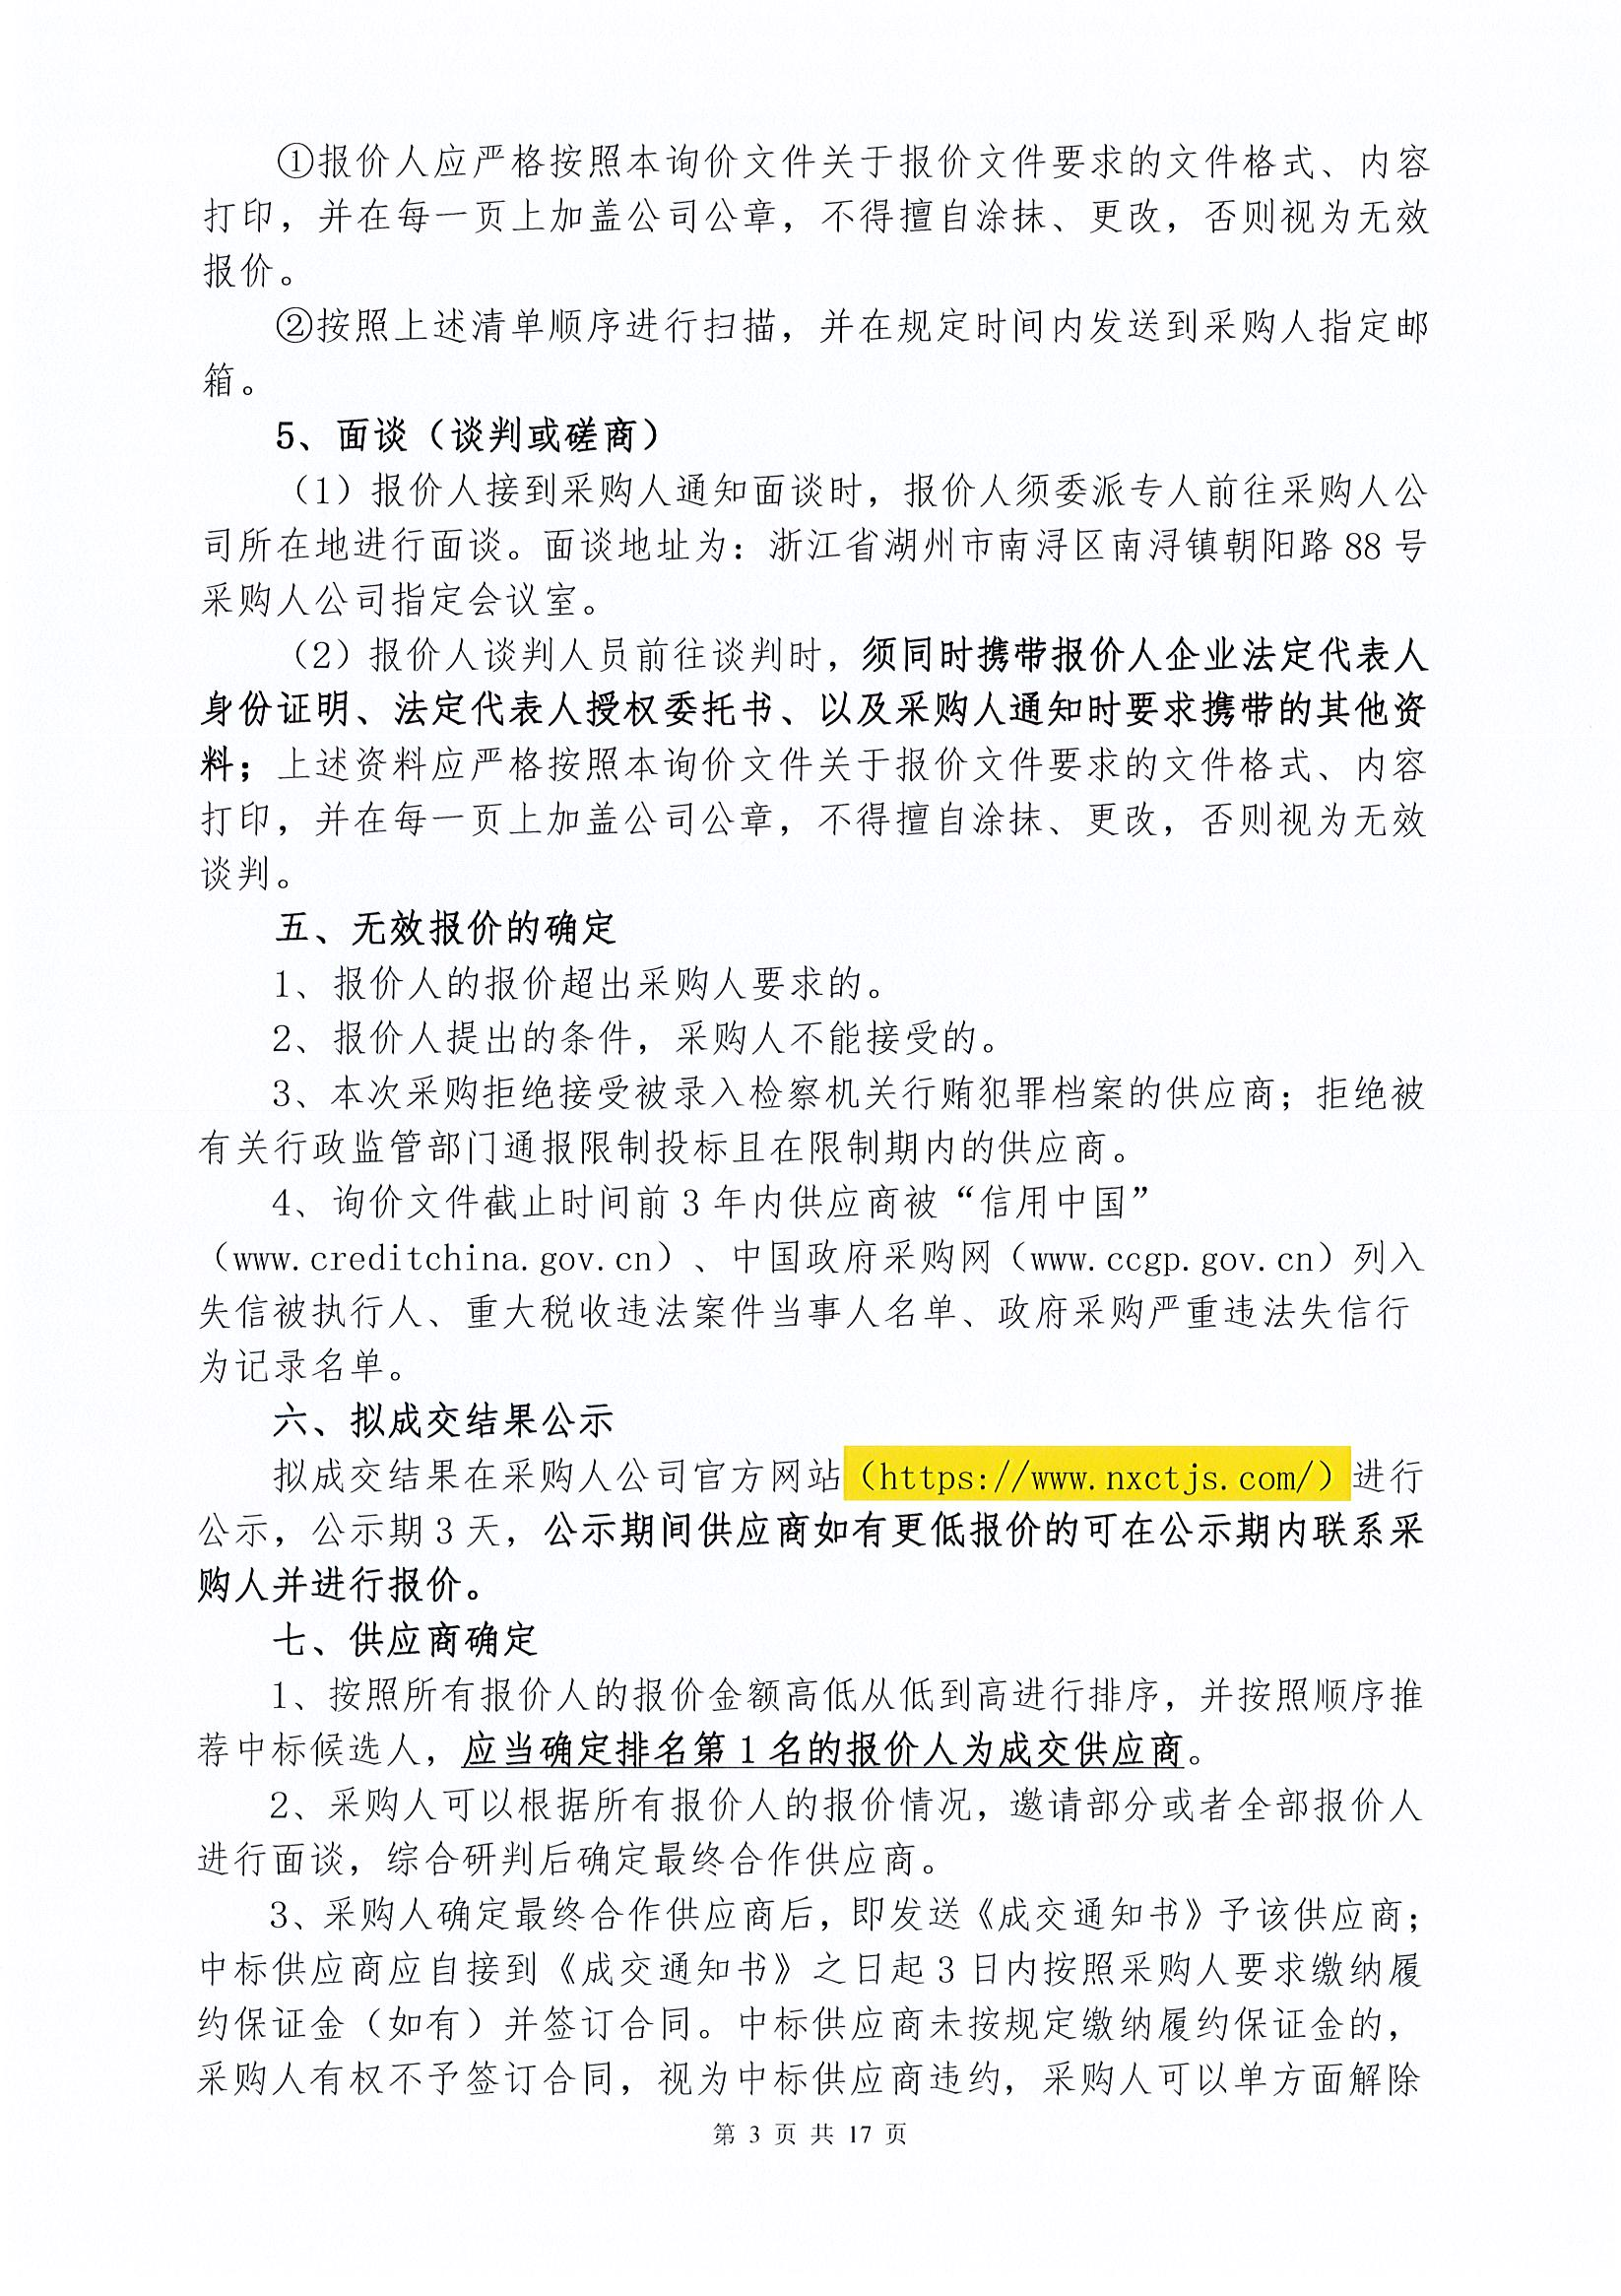 ①报价人应严格按照本询价文件关于报价文件要求的文件格式、内容
打印，并在每一页上加盖公司公章，不得擅自涂抹、更改，否则视为无效
报价。
②按照上述清单顺序进行扫描，并在规定时间内发送到采购人指定邮
箱。
5、面谈（谈判或磋商）
（1）报价人接到采购人通知面谈时，报价人须委派专人前往采购人公
司所在地进行面谈。面谈地址为：浙江省湖州市南浔区南浔镇朝阳路 88 号
采购人公司指定会议室。
（2）报价人谈判人员前往谈判时，须同时携带报价人企业法定代表人
身份证明、法定代表人授权委托书、以及采购人通知时要求携带的其他资
料；上述资料应严格按照本询价文件关于报价文件要求的文件格式、内容
打印，并在每一页上加盖公司公章，不得擅自涂抹、更改，否则视为无效
谈判。
五、无效报价的确定
1、报价人的报价超出采购人要求的。
2、报价人提出的条件，采购人不能接受的。
3、本次采购拒绝接受被录入检察机关行贿犯罪档案的供应商；拒绝被
有关行政监管部门通报限制投标且在限制期内的供应商。
4、询价文件截止时间前 3 年内供应商被“信用中国”
（www.creditchina.gov.cn）、中国政府采购网（www.ccgp.gov.cn）列入
失信被执行人、重大税收违法案件当事人名单、政府采购严重违法失信行
为记录名单。
六、拟成交结果公示
拟成交结果在采购人公司官方网站（https://www.nxctjs.com/）进行
公示，公示期 3 天，公示期间供应商如有更低报价的可在公示期内联系采
购人并进行报价。
七、供应商确定
1、按照所有报价人的报价金额高低从低到高进行排序，并按照顺序推
荐中标候选人，应当确定排名第 1 名的报价人为成交供应商。
2、采购人可以根据所有报价人的报价情况，邀请部分或者全部报价人
进行面谈，综合研判后确定最终合作供应商。
3、采购人确定最终合作供应商后，即发送《成交通知书》予该供应商；
中标供应商应自接到《成交通知书》之日起 3 日内按照采购人要求缴纳履
约保证金（如有）并签订合同。中标供应商未按规定缴纳履约保证金的，
采购人有权不予签订合同，视为中标供应商违约，采购人可以单方面解除
第 3 页 共 17 页